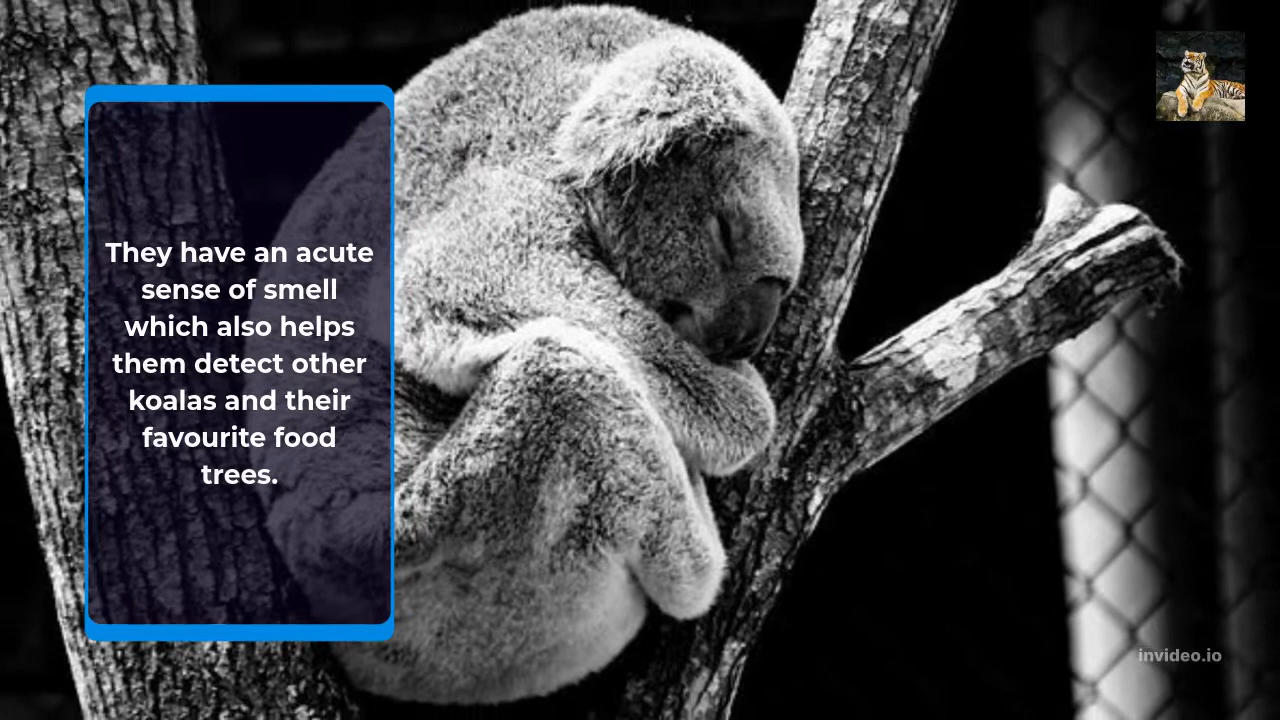 They have an acute
sense of smell
which also helps
them detect other
koalas and their
favourite food
trees.
invideo.io